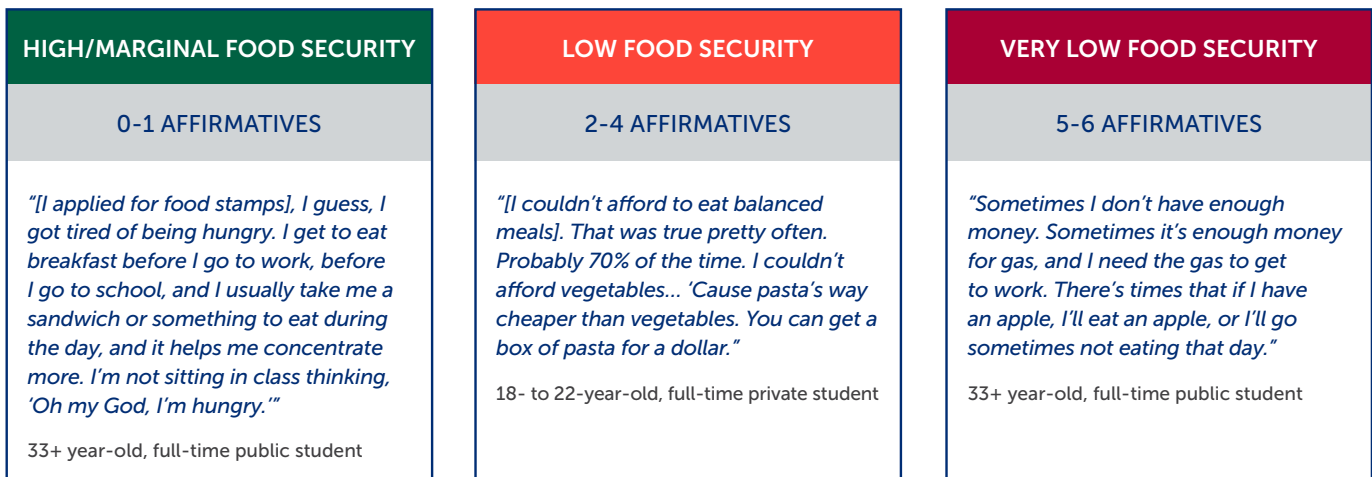 HIGH/MARGINAL FOOD SECURITY
0-1 AFFIRMATIVES
“[I applied for food stamps], I guess, I
got tired of being hungry. I get to eat
breakfast before I go to work, before
I go to school, and I usually take me a
sandwich or something to eat during
the day, and it helps me concentrate
more. I’m not sitting in class thinking,
‘Oh my God, I’m hungry.’”
33+ year-old, full-time public student
LOW FOOD SECURITY
2-4 AFFIRMATIVES
“[I couldn’t afford to eat balanced
meals]. That was true pretty often.
Probably 70% of the time. I couldn’t
afford vegetables... ‘Cause pasta’s way
cheaper than vegetables. You can get a
box of pasta for a dollar.”
18- to 22-year-old, full-time private student
VERY LOW FOOD SECURITY
5-6 AFFIRMATIVES
“Sometimes I don’t have enough
money. Sometimes it’s enough money
for gas, and I need the gas to get
to work. There’s times that if I have
an apple, I’ll eat an apple, or I’ll go
sometimes not eating that day.”
33+ year-old, full-time public student